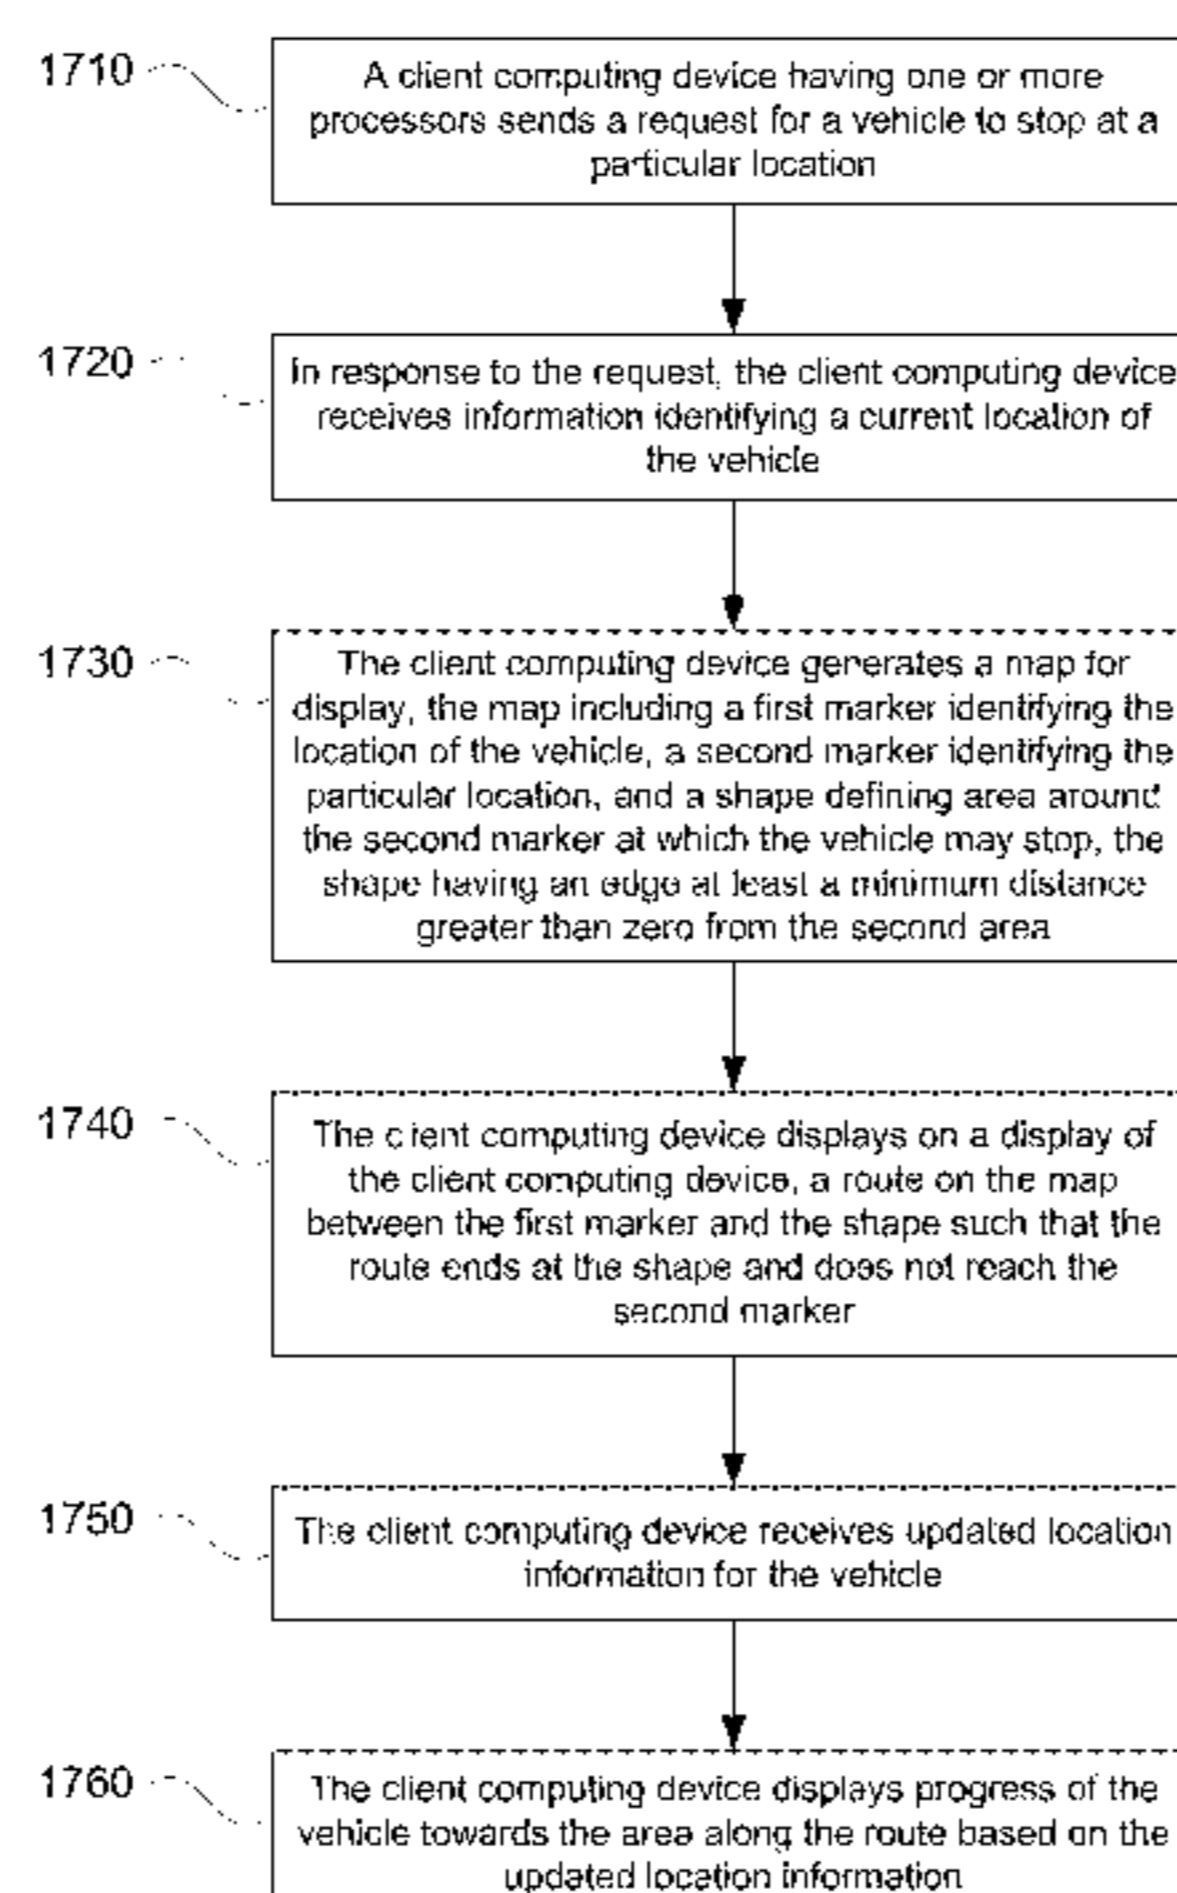 1710
A client computing device having one or more
processors sends a request for a vehicle to stop at a
particular location
1720
In response to the request, the client computing device
receives information identifying a current location of
the vehicle
1730
The client computing device generates a map for
display, the map including a first marker identifying the
location of the vehicle, a second marker identifying the
particular location, and a shape defining area around
the second marker at which the vehicle may stop, the
shape having an edge at least a minimum distance
greater than zero from the second area
1740
The client computing device displays on a display of
the client computing device, a route on the map
between the first marker and the shape such that the
route ends at the shape and does not reach the
second marker
1750
The client computing device receives updated location
information for the vehicle
1760
The client computing device displays progress of the
vehicle towards the area along the route based on the
updated location information